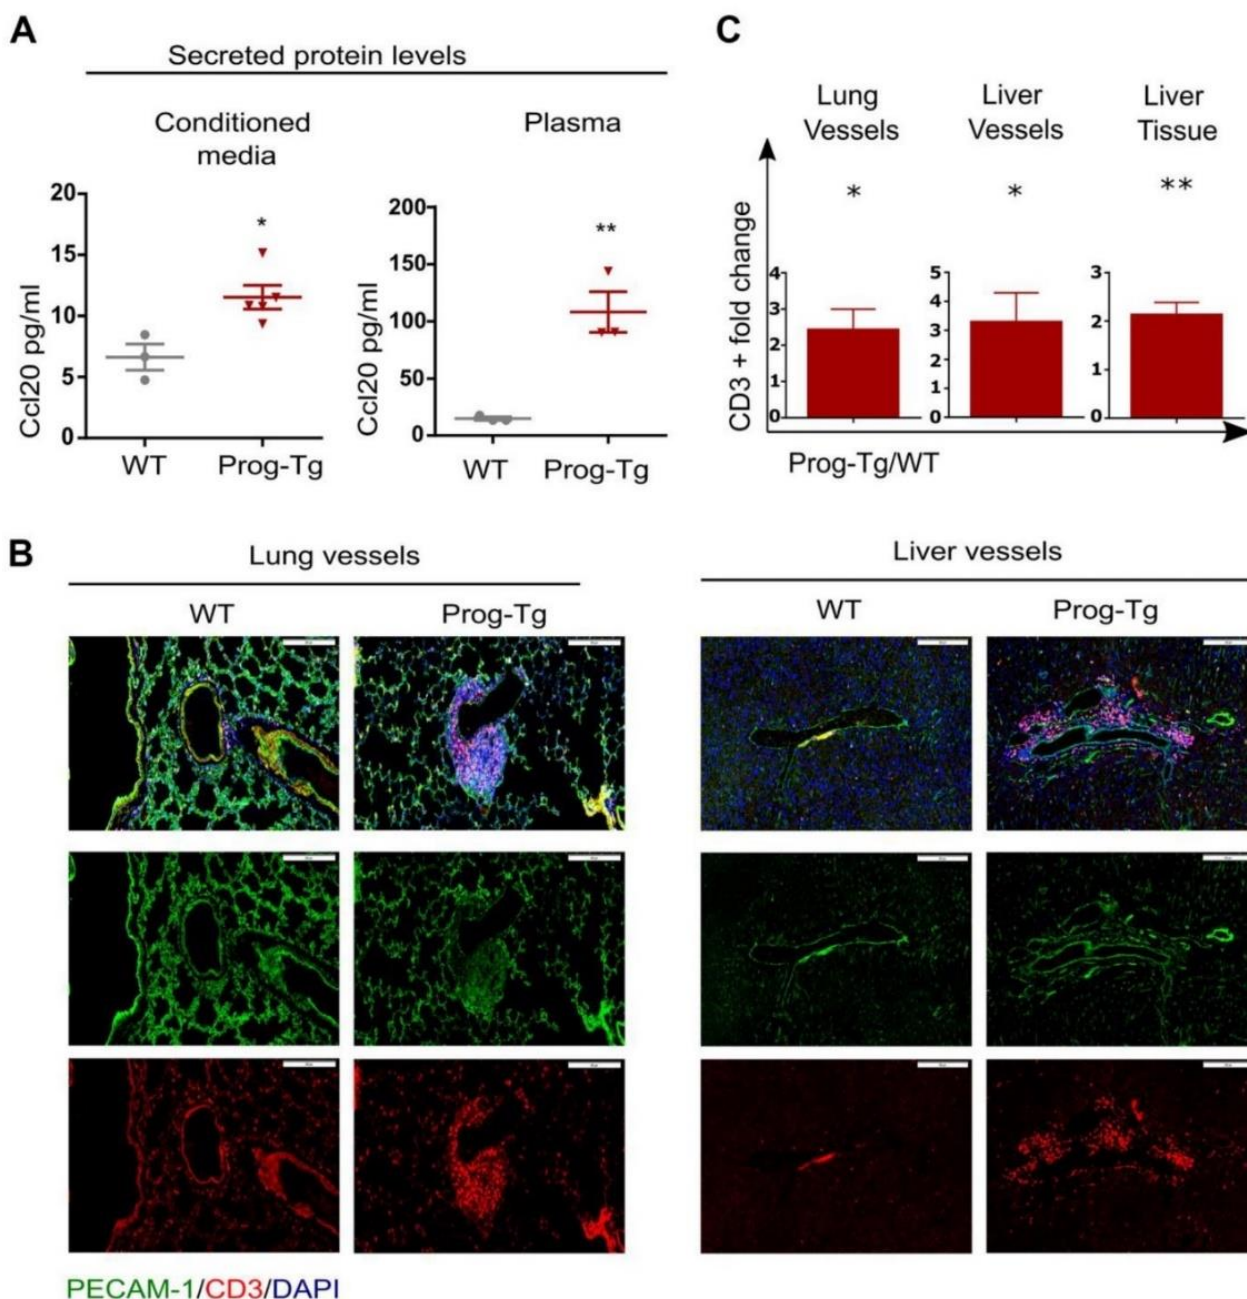 A
Secreted protein levels
Conditioned
media
Plasma
Ccl20 pg/ml
20
15
10
5
0
*
WT
Prog-Tg
Ccl20 pg/ml
200
150
100
50
0
**
WT
Prog-Tg
C
Lung
Vessels
Liver
Vessels
Liver
Tissue
*
*
**
CD3 + fold change
4
3
2
1
0
5
4
3
2
1
0
3
2
1
0
Prog-Tg/WT
B
Lung vessels
Liver vessels
WT
Prog-Tg
WT
Prog-Tg
PECAM-1/CD3/DAPI